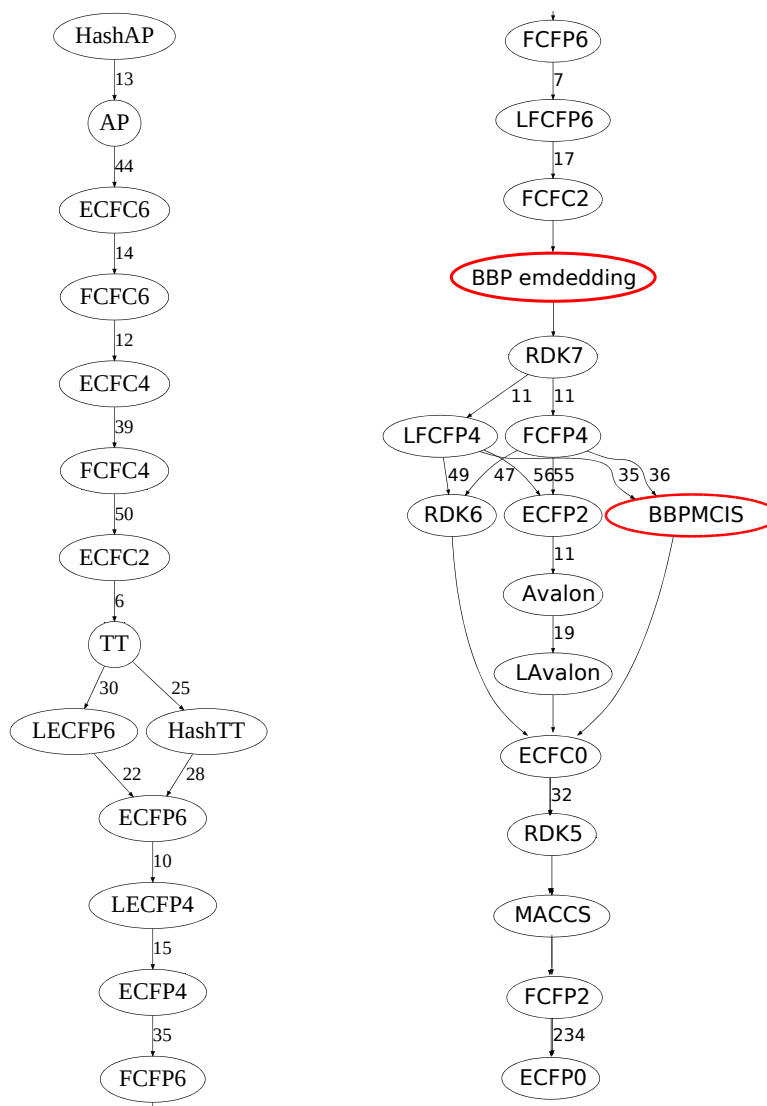 HashAP
13
AP
44
ECFC6
14
FCFC6
12
ECFC4
39
FCFC4
50
ECFC2
6
TT
30 25
LECFP6 HashTT
22 28
ECFP6
10
LECFP4
15
ECFP4
35
FCFP6
FCFP6
7
LFCFP6
17
FCFC2
BBP emdedding
RDK7
11 11
LFCFP4 FCFP4
49 47 56 55 35 36
RDK6 ECFP2 BBPMCIS
11
Avalon
19
LAvalon
ECFC0
32
RDK5
MACCS
FCFP2
234
ECFP0